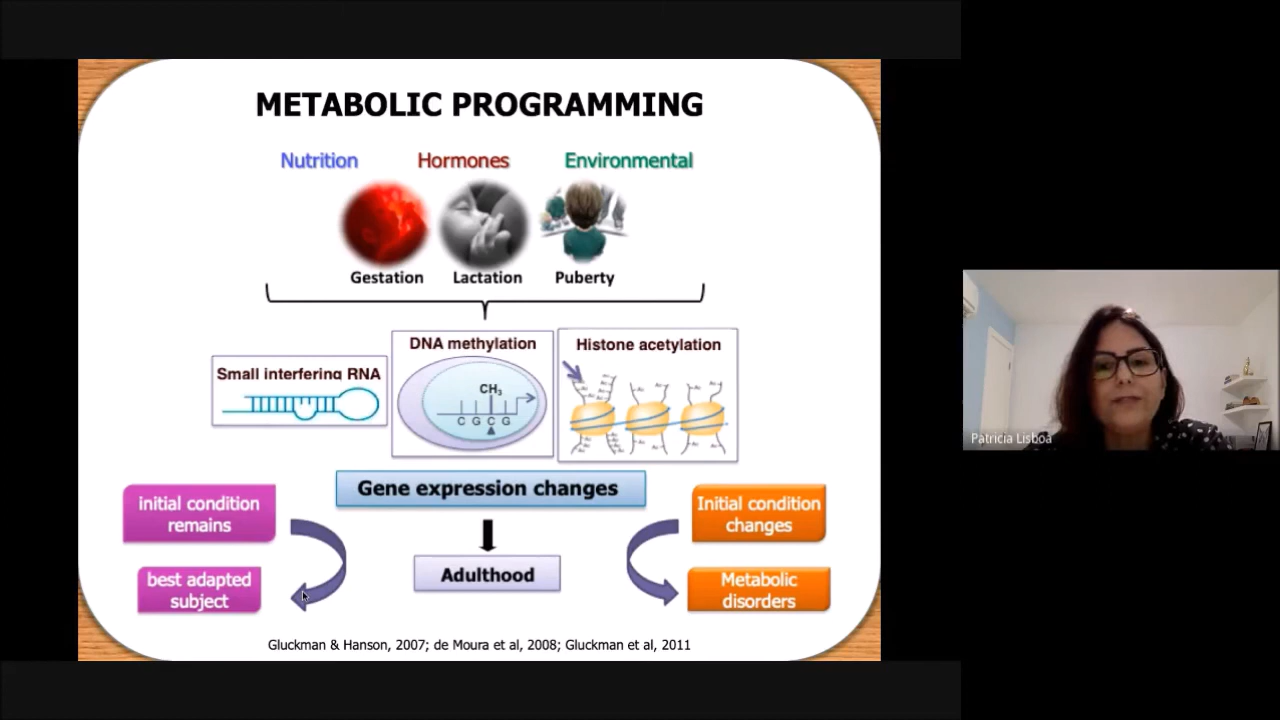 METABOLIC PROGRAMMING
Nutrition Hormones Environmental
Gestation Lactation Puberty
Small interfering RNA
DNA methylation
CH3
C G C G
Histone acetylation
Gene expression changes
initial condition
remains
best adapted
subject
Adulthood
Initial condition
changes
Metabolic
disorders
Gluckman & Hanson, 2007; de Moura et al, 2008; Gluckman et al, 2011
Patricia Lisboa